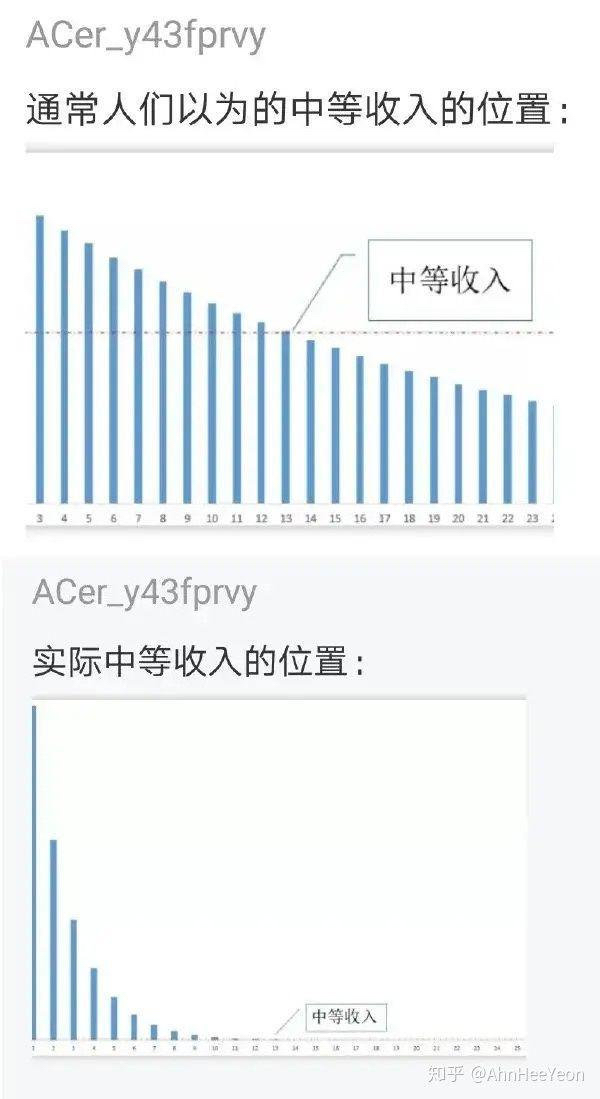 ACer_y43fprvy
通常人们以为的中等收入的位置：
中等收入
3 4 5 6 7 8 9 10 11 12 13 14 15 16 17 18 19 20 21 22 23
ACer_y43fprvy
实际中等收入的位置：
中等收入
1 2 3 4 5 6 7 8 9 10 11 12 13 14 15 16 17 18 19 20 21 22 23 24 25
知乎 @AhnHeeYeon